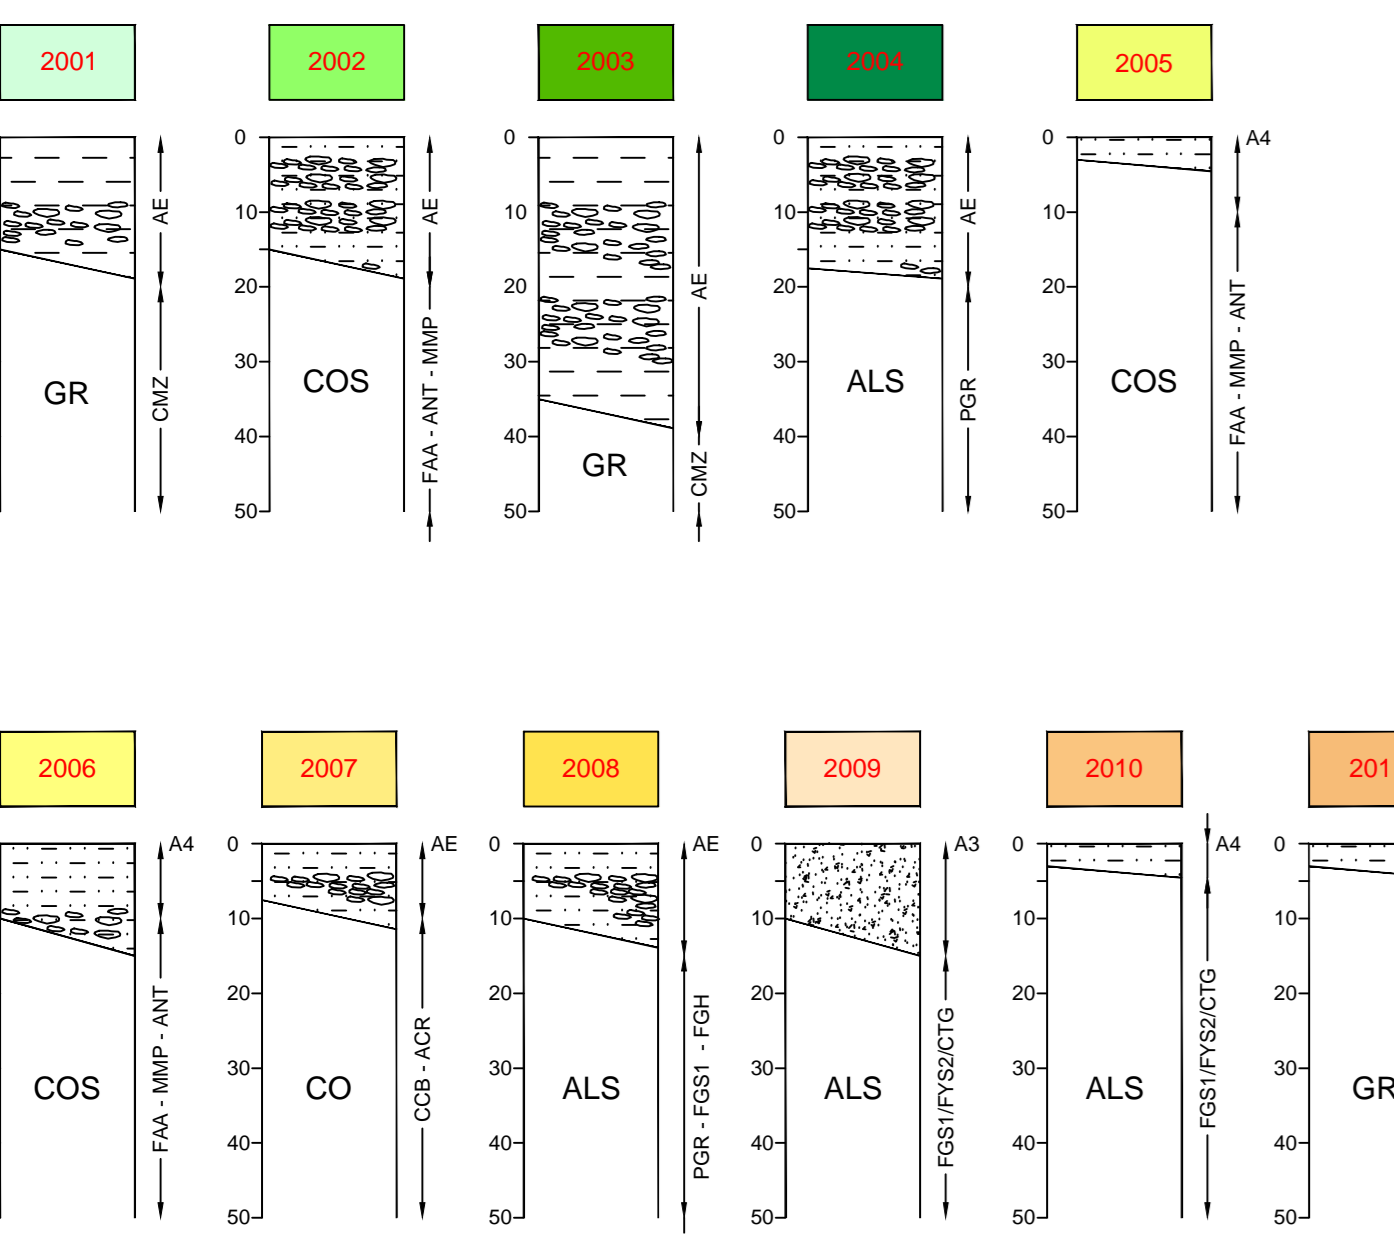 2001 2002 2003 2004 2005
0 0 0 0 A4
10 10 10 10
20 20 20 20
30 30 30 30
40 40 40 40
50 50 50 50
GR COS GR ALS COS
AE CMZ
AE FAA - ANT - MMP
AE CMZ
AE PGR
FAA - MMP - ANT
2006 2007 2008 2009 2010 201
A4 0 AE 0 AE 0 A3 0 A4 0
10 10 10 10 10
20 20 20 20 20
30 30 30 30 30
40 40 40 40 40
50 50 50 50 50
COS CO ALS ALS ALS GR
FAA - MMP - ANT
CCB - ACR
PGR - FGS1 - FGH
FGS1/FYS2/CTG
FGS1/FYS2/CTG